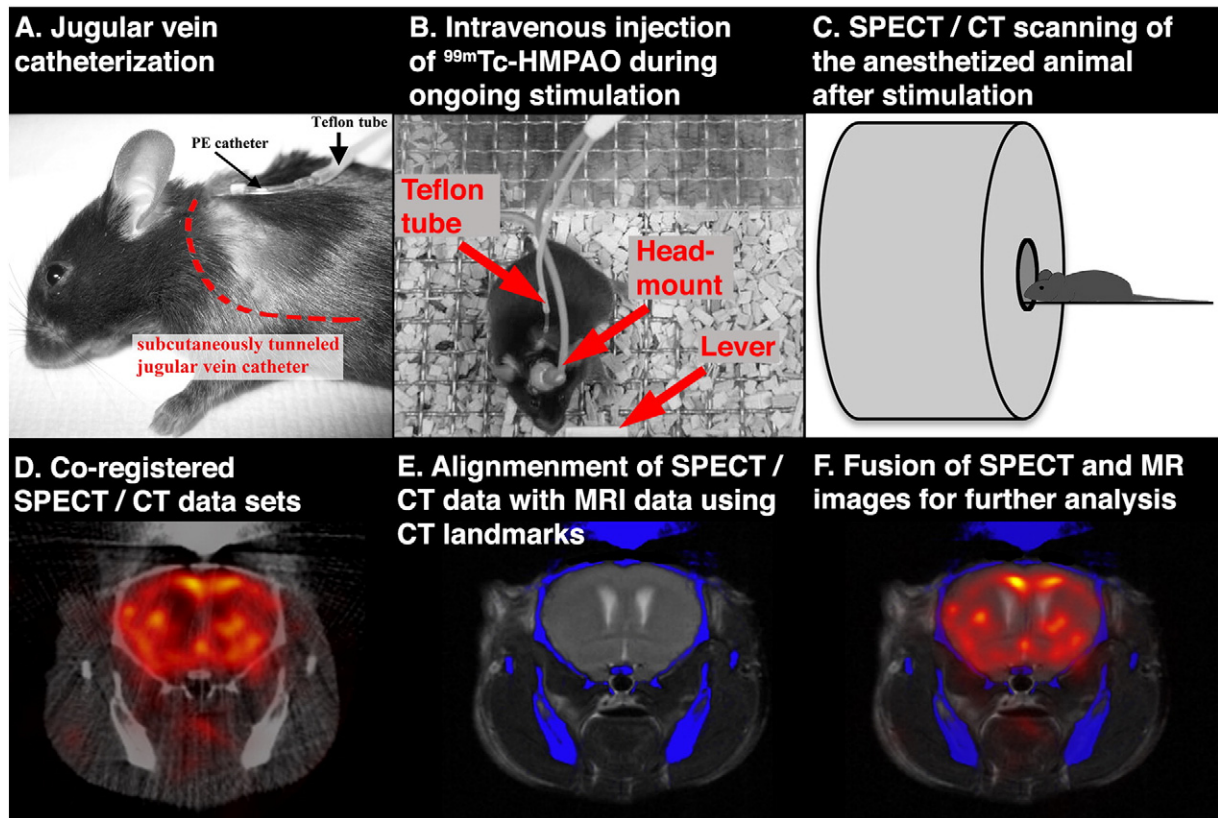 A. Jugular vein
catheterization
PE catheter
Teflon tube
subcutaneously tunneled
jugular vein catheter
B. Intravenous injection
of ⁹⁹ᵐTc-HMPAO during
ongoing stimulation
Teflon
tube
Head-
mount
Lever
C. SPECT / CT scanning of
the anesthetized animal
after stimulation
D. Co-registered
SPECT / CT data sets
E. Alignmenment of SPECT /
CT data with MRI data using
CT landmarks
F. Fusion of SPECT and MR
images for further analysis